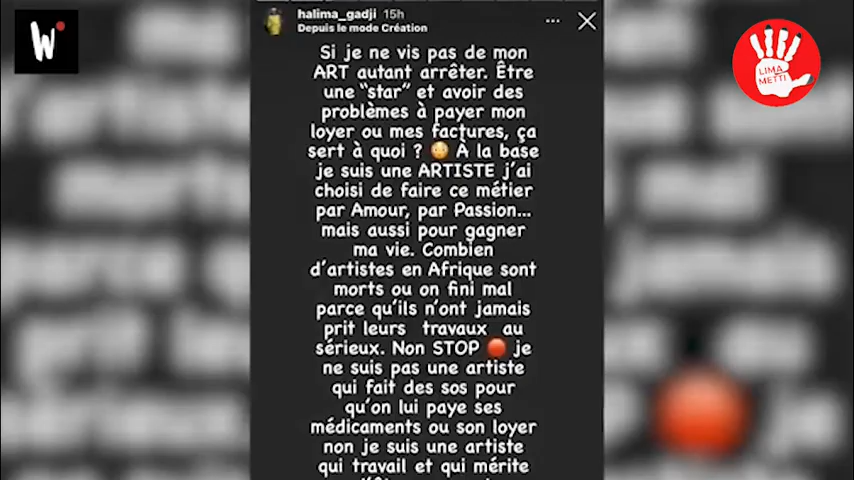 W
halima_gadji 15h
Depuis le mode Création
LIMA
METTI
Si je ne vis pas de mon
ART autant arrêter. Être
une "star" et avoir des
problèmes à payer mon
loyer ou mes factures, ça
sert à quoi ? 😳 À la base
je suis une ARTISTE j'ai
choisi de faire ce métier
par Amour, par Passion...
mais aussi pour gagner
ma vie. Combien
d'artistes en Afrique sont
morts ou on fini mal
parce qu'ils n'ont jamais
prit leurs travaux au
sérieux. Non STOP 🔴 je
ne suis pas une artiste
qui fait des sos pour
qu'on lui paye ses
médicaments ou son loyer
non je suis une artiste
qui travail et qui mérite